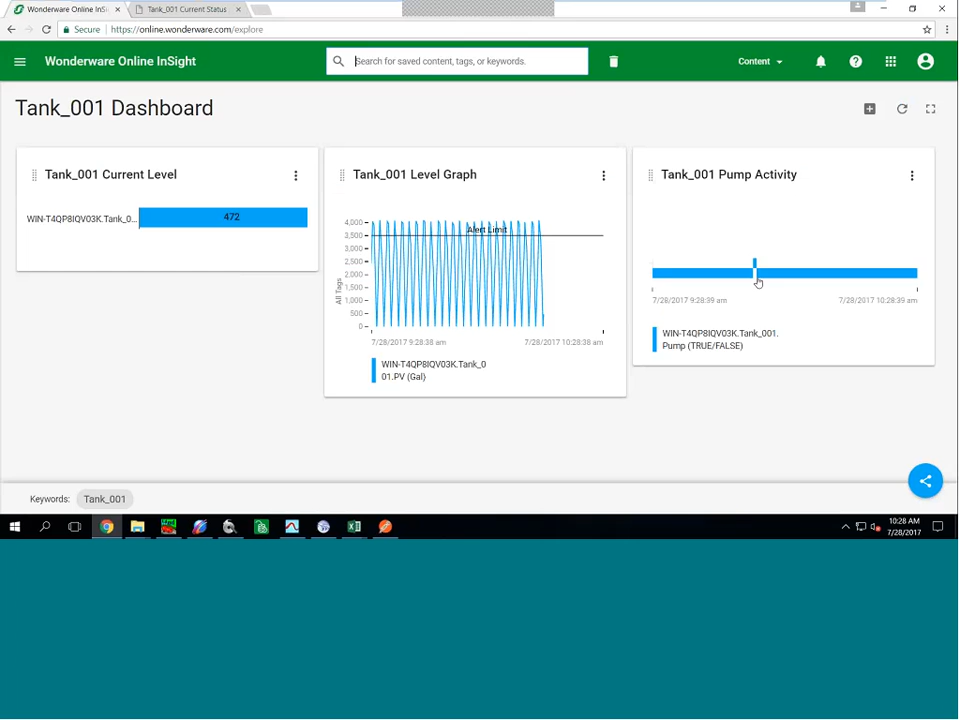 Wonderware Online InSi
Tank_001 Current Status
Secure
https://online.wonderware.com/explore
Wonderware Online InSight
Search for saved content, tags, or keywords.
Content
Tank_001 Dashboard
Tank_001 Current Level
WIN-T4QP8IQV03K.Tank_0...
472
Tank_001 Level Graph
4,000
3,500
3,000
2,500
2,000
1,500
1,000
500
0
All Tags
Alert Limit
7/28/2017 9:28:38 am
7/28/2017 10:28:38 am
WIN-T4QP8IQV03K.Tank_0
01.PV (Gal)
Tank_001 Pump Activity
7/28/2017 9:28:39 am
7/28/2017 10:28:39 am
WIN-T4QP8IQV03K.Tank_001.
Pump (TRUE/FALSE)
Keywords:
Tank_001
10:28 AM
7/28/2017